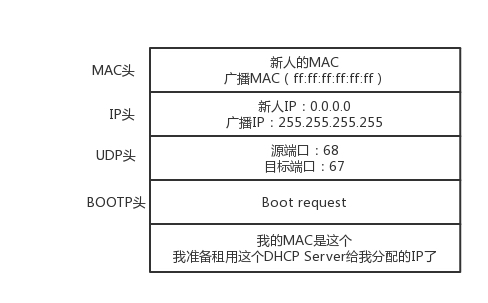 MAC头
新人的MAC
广播MAC（ff:ff:ff:ff:ff:ff）
IP头
新人IP：0.0.0.0
广播IP：255.255.255.255
UDP头
源端口：68
目标端口：67
BOOTP头
Boot request
我的MAC是这个
我准备租用这个DHCP Server给我分配的IP了